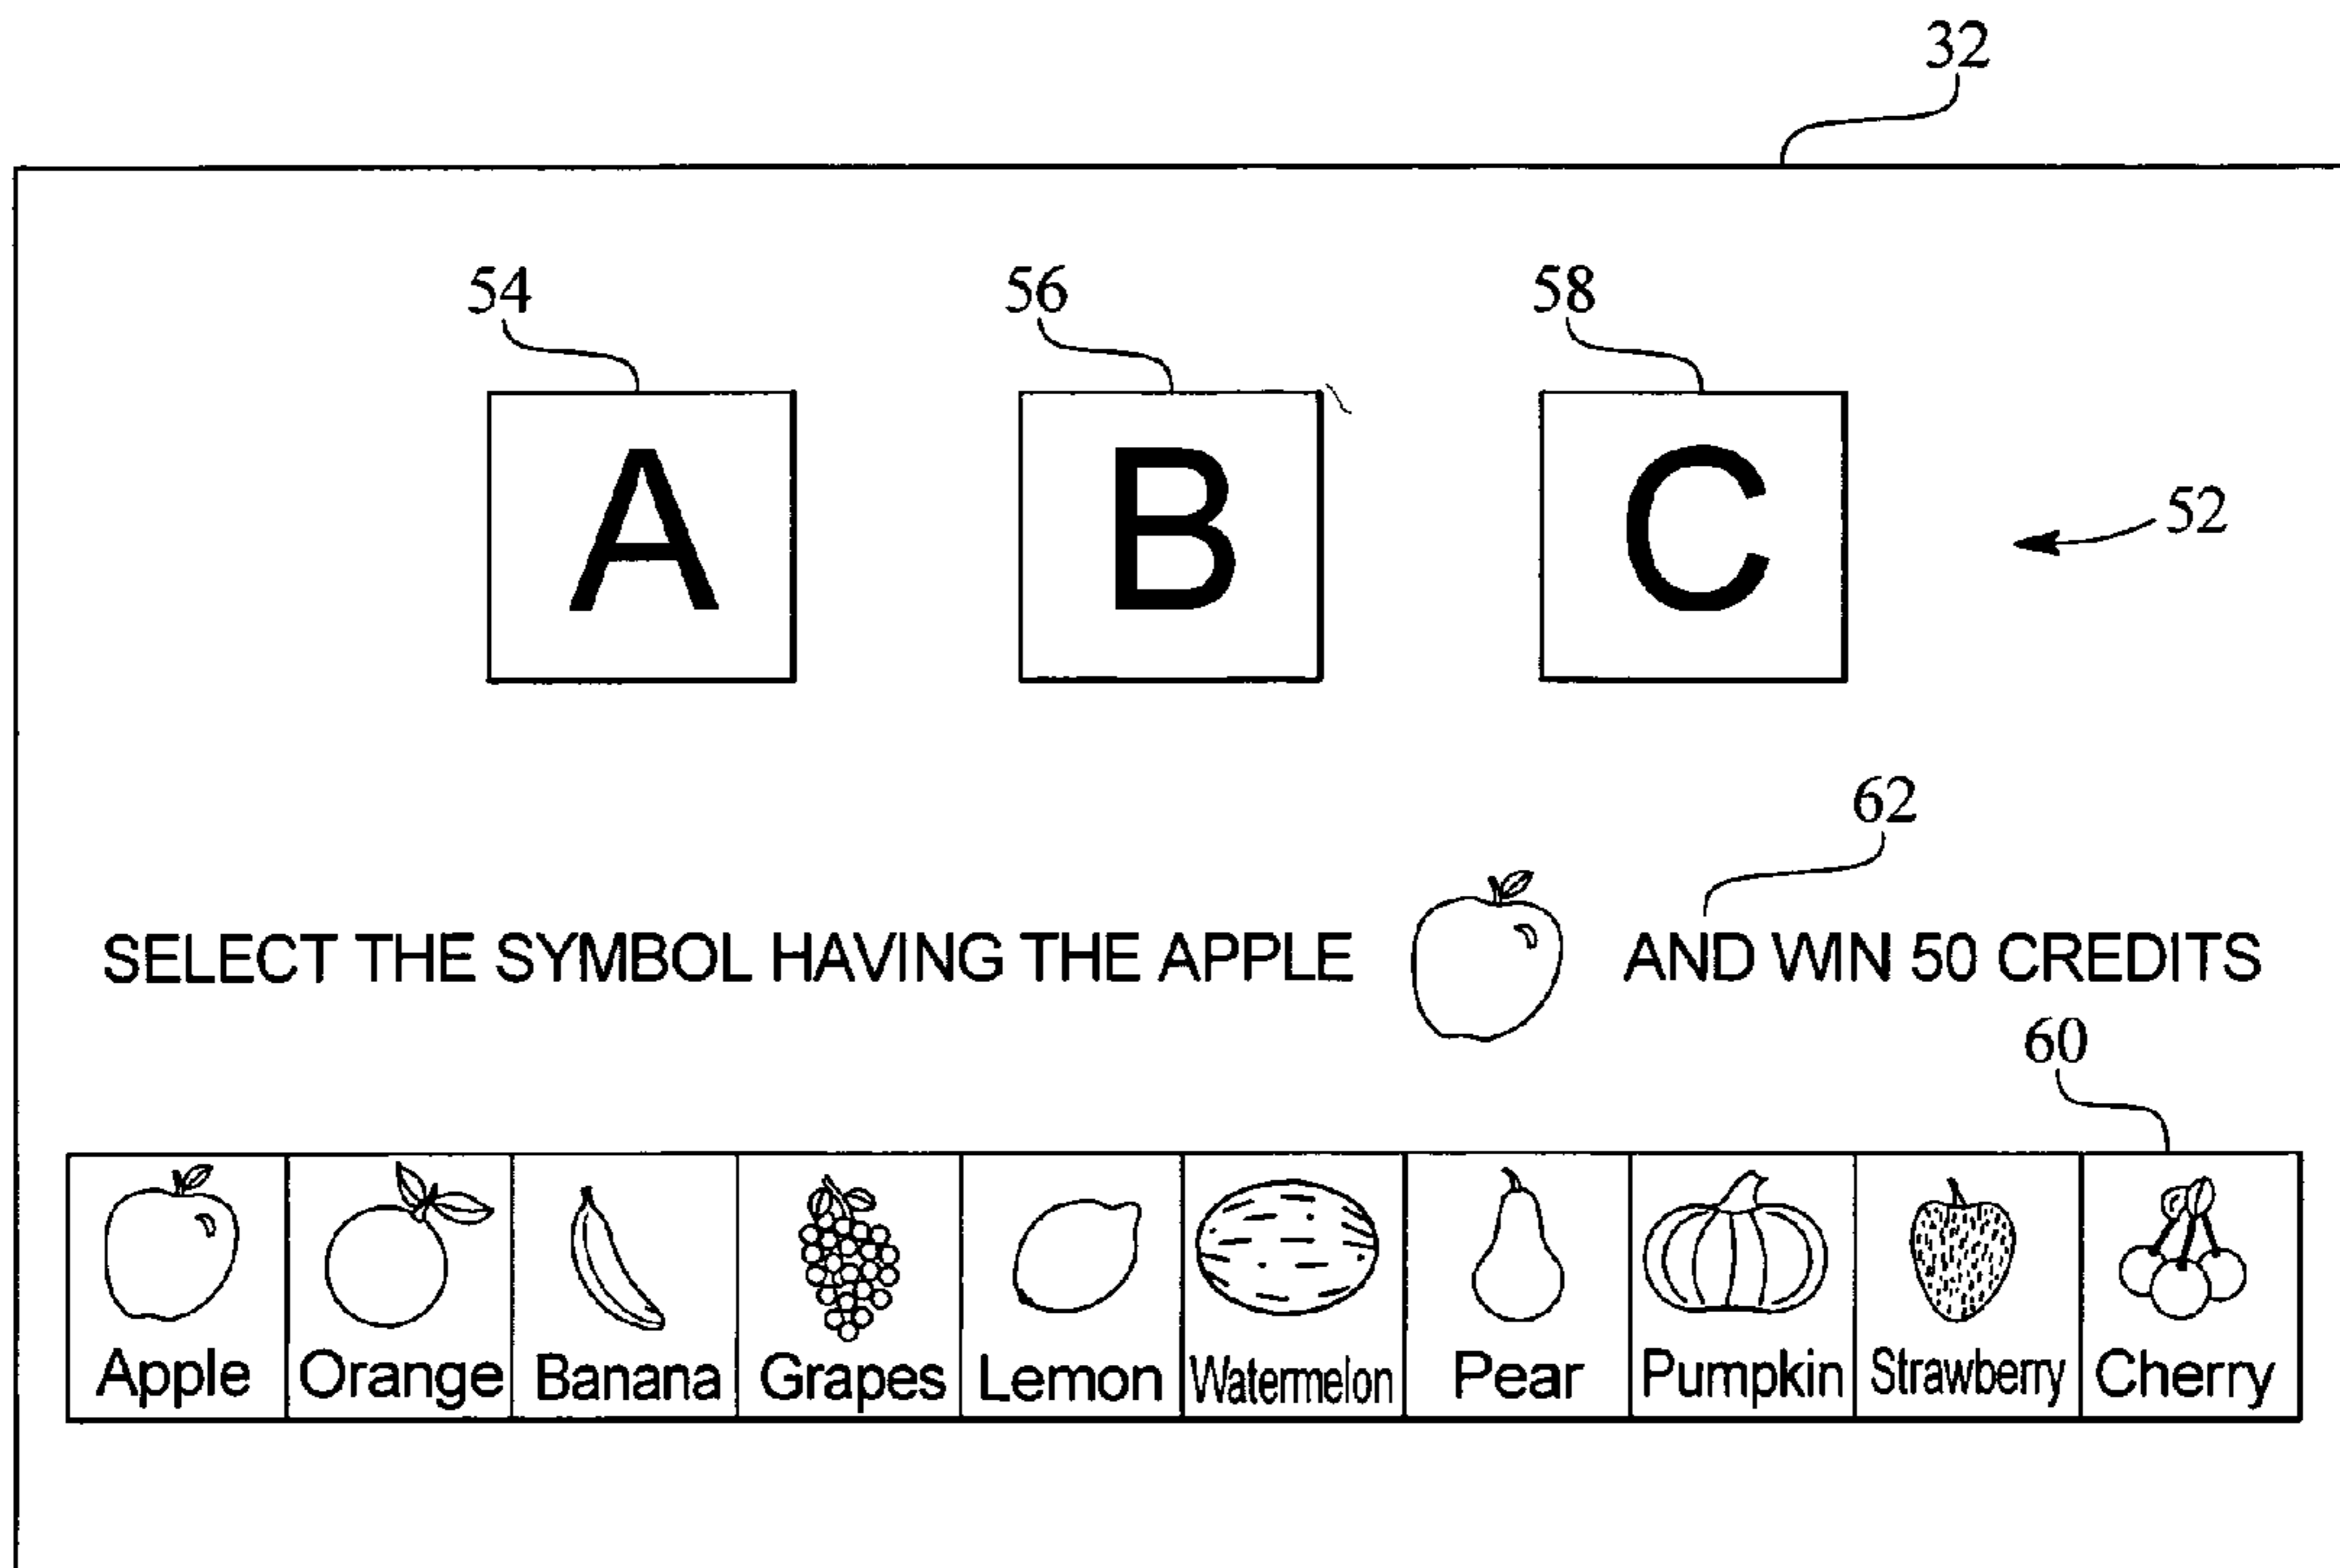 32
54 56 58
A B C
52
62
SELECT THE SYMBOL HAVING THE APPLE AND WIN 50 CREDITS
60
Apple Orange Banana Grapes Lemon Watermelon Pear Pumpkin Strawberry Cherry